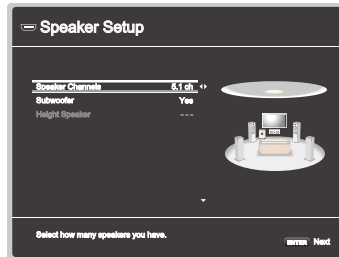 Speaker Setup
Speaker Channels 5.1 ch
Subwoofer Yes
Height Speaker ---
Select how many speakers you have.
ENTER Next